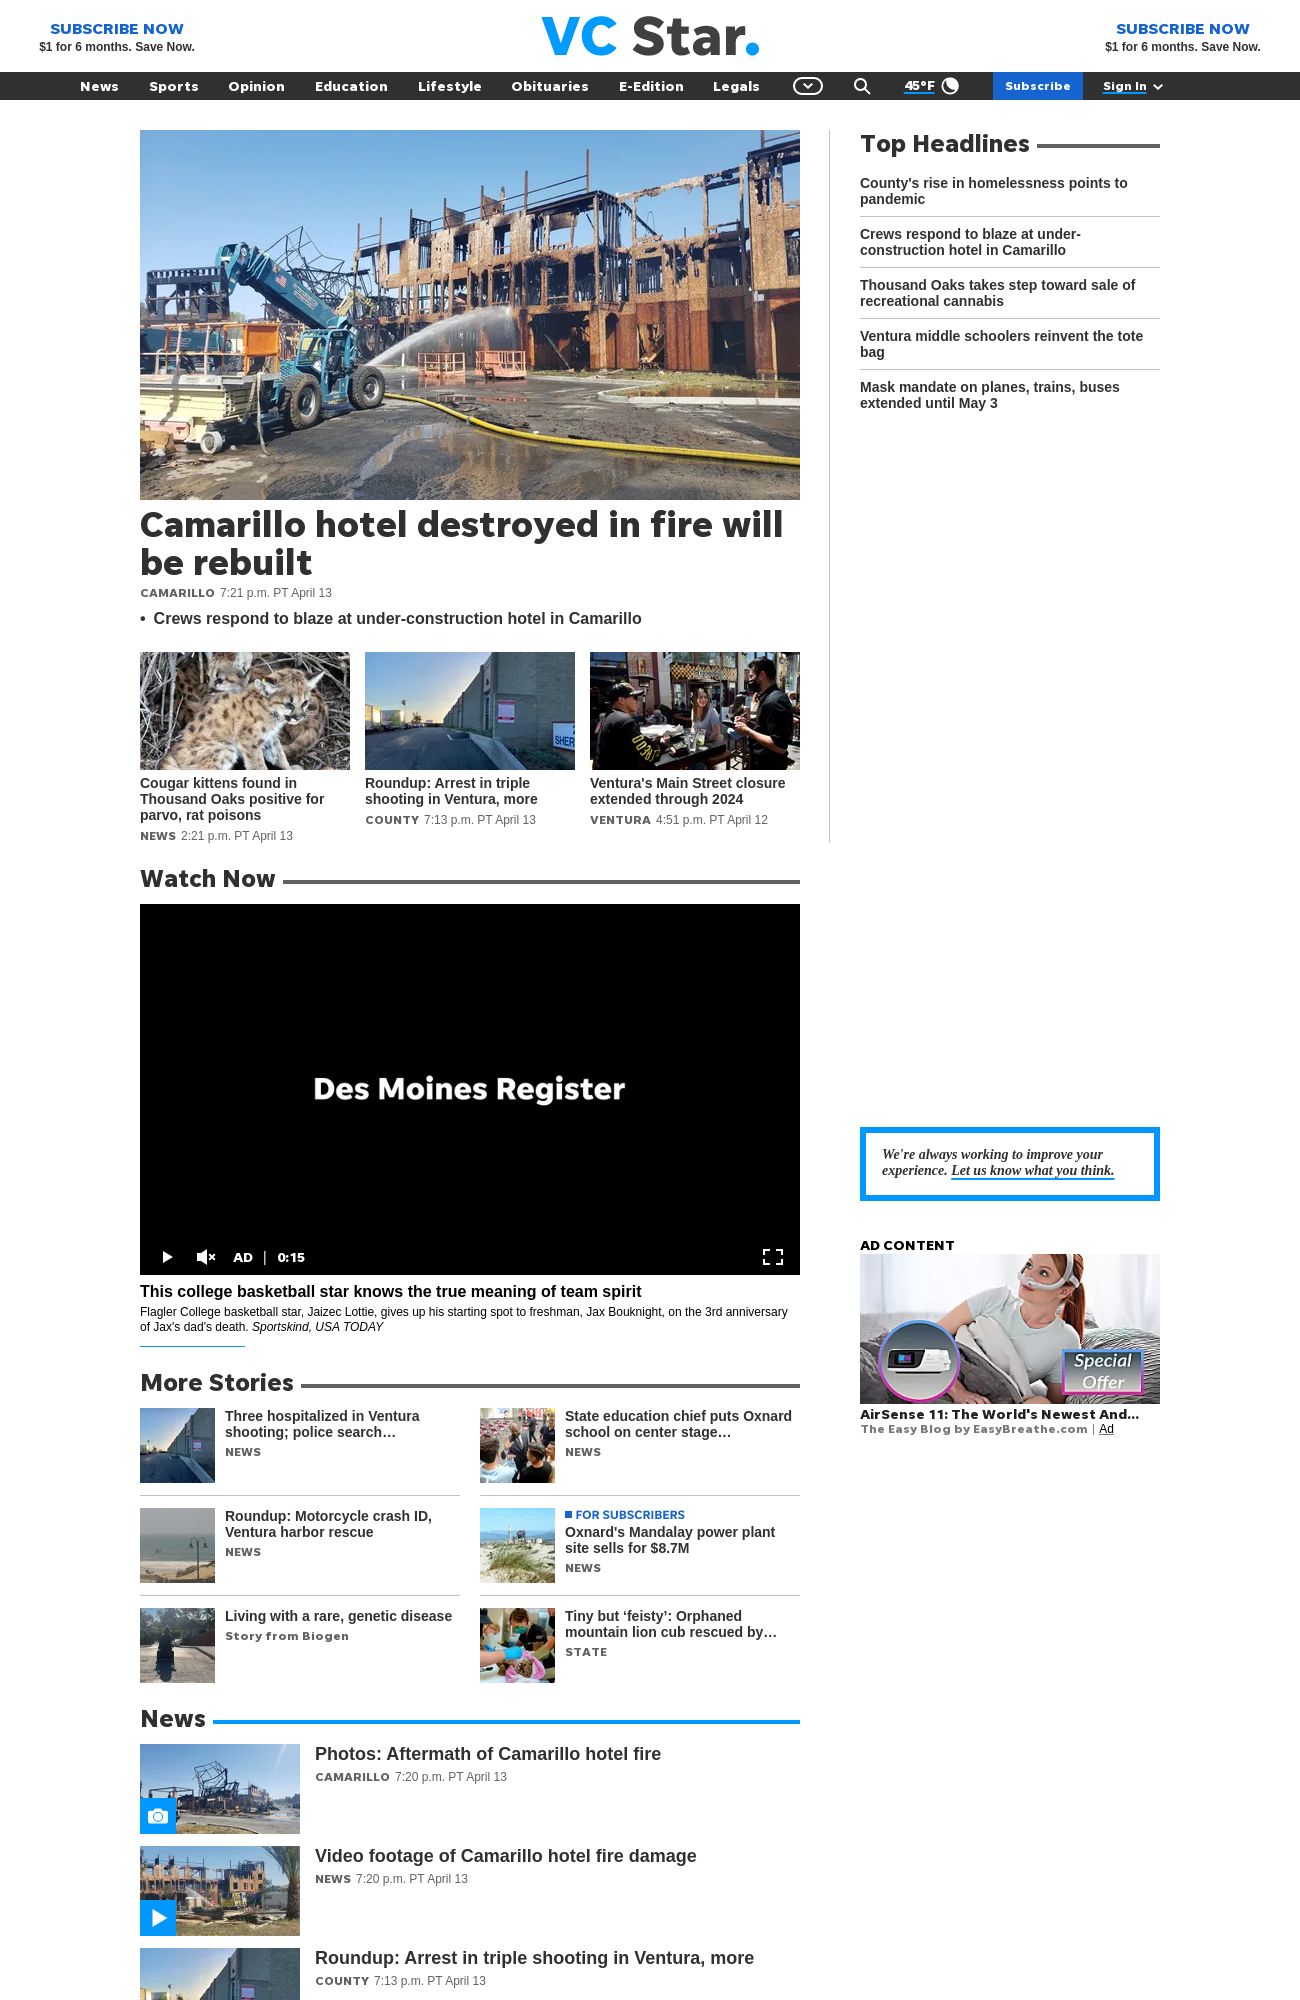 SUBSCRIBE NOW
$1 for 6 months. Save Now.
VC Star.
SUBSCRIBE NOW
$1 for 6 months. Save Now.
News Sports Opinion Education Lifestyle Obituaries E-Edition Legals 45°F Subscribe Sign In
Camarillo hotel destroyed in fire will
be rebuilt
CAMARILLO 7:21 p.m. PT April 13
• Crews respond to blaze at under-construction hotel in Camarillo
SHER
Cougar kittens found in
Thousand Oaks positive for
parvo, rat poisons
NEWS 2:21 p.m. PT April 13
Roundup: Arrest in triple
shooting in Ventura, more
COUNTY 7:13 p.m. PT April 13
Ventura's Main Street closure
extended through 2024
VENTURA 4:51 p.m. PT April 12
Top Headlines
County's rise in homelessness points to
pandemic
Crews respond to blaze at under-
construction hotel in Camarillo
Thousand Oaks takes step toward sale of
recreational cannabis
Ventura middle schoolers reinvent the tote
bag
Mask mandate on planes, trains, buses
extended until May 3
Watch Now
Des Moines Register
AD | 0:15
This college basketball star knows the true meaning of team spirit
Flagler College basketball star, Jaizec Lottie, gives up his starting spot to freshman, Jax Bouknight, on the 3rd anniversary
of Jax's dad's death. Sportskind, USA TODAY
We're always working to improve your
experience. Let us know what you think.
AD CONTENT
Special
Offer
AirSense 11: The World's Newest And...
The Easy Blog by EasyBreathe.com | Ad
More Stories
Three hospitalized in Ventura
shooting; police search…
NEWS
State education chief puts Oxnard
school on center stage…
NEWS
Roundup: Motorcycle crash ID,
Ventura harbor rescue
NEWS
FOR SUBSCRIBERS
Oxnard's Mandalay power plant
site sells for $8.7M
NEWS
Living with a rare, genetic disease
Story from Biogen
Tiny but ‘feisty’: Orphaned
mountain lion cub rescued by…
STATE
News
Photos: Aftermath of Camarillo hotel fire
CAMARILLO 7:20 p.m. PT April 13
Video footage of Camarillo hotel fire damage
NEWS 7:20 p.m. PT April 13
Roundup: Arrest in triple shooting in Ventura, more
COUNTY 7:13 p.m. PT April 13